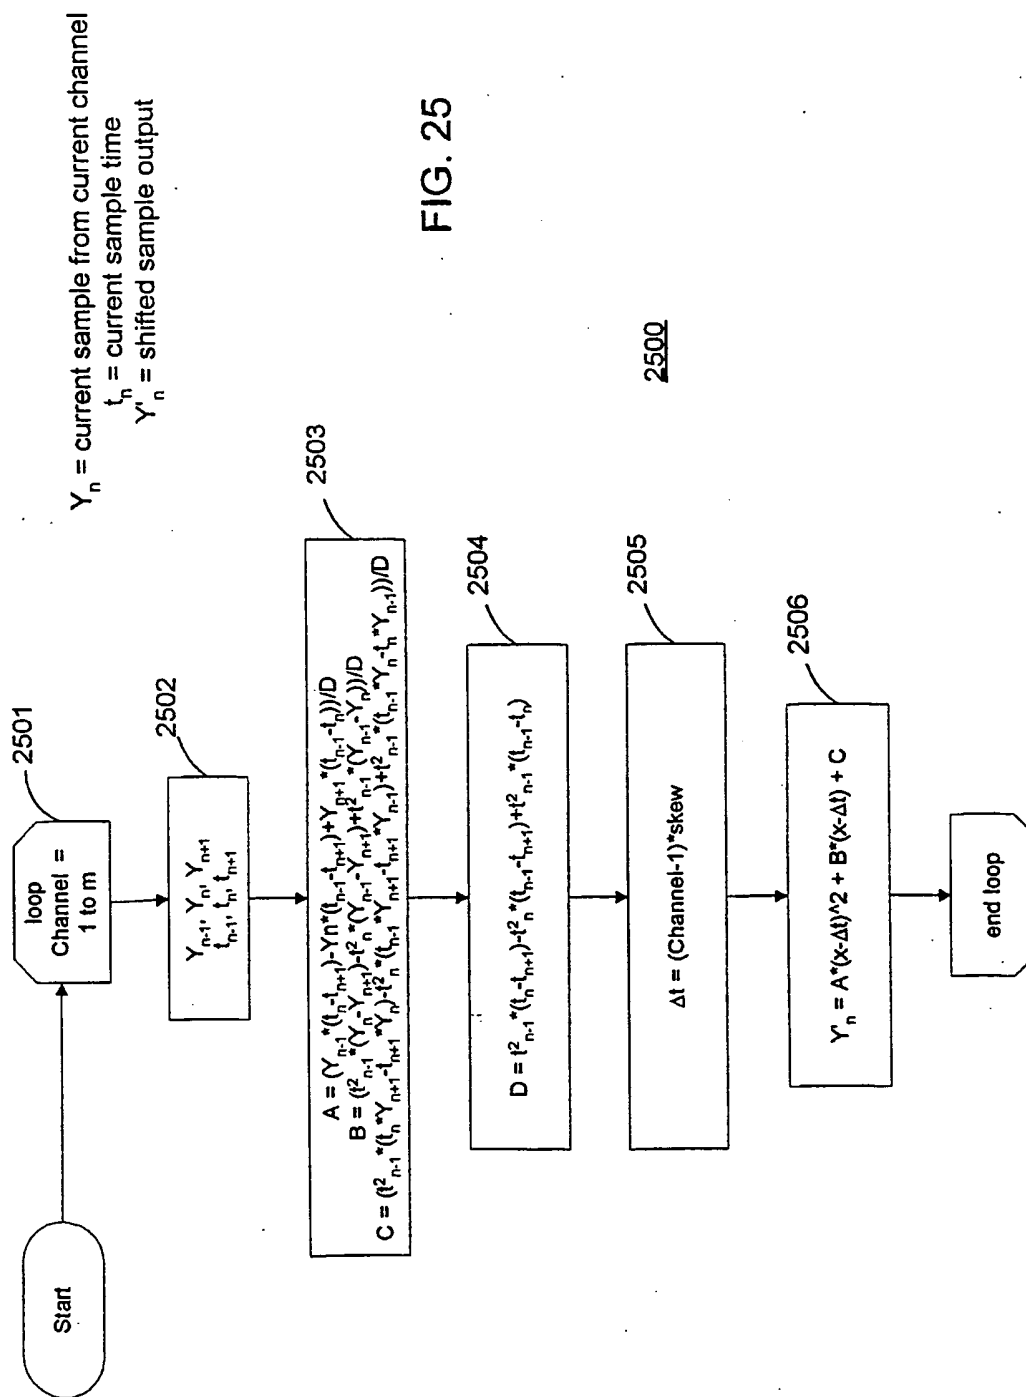 Yₙ = current sample from current channel
tₙ = current sample time
Y'ₙ = shifted sample output
FIG. 25
2500
Start
2501
loop
Channel =
1 to m
2502
Yₙ₋₁, Yₙ, Yₙ₊₁
tₙ₋₁, tₙ, tₙ₊₁
2503
A = (Yₙ₋₁*(tₙ-tₙ₊₁)-Yn*(tₙ₋₁-tₙ₊₁)+Yₙ₊₁*(tₙ₋₁-tₙ))/D
B = (t²ₙ₋₁*(Yₙ-Yₙ₊₁)-t²ₙ*(Yₙ₋₁-Yₙ₊₁)+t²ₙ₋₁*(Yₙ₋₁-Yₙ))/D
C = (t²ₙ₋₁*(tₙ*Yₙ₊₁-tₙ₊₁*Yₙ)-t²ₙ*(tₙ₋₁*Yₙ₊₁-tₙ₊₁*Yₙ₋₁)+t²ₙ₋₁*(tₙ₋₁*Yₙ-tₙ*Yₙ₋₁))/D
2504
D = t²ₙ₋₁*(tₙ-tₙ₊₁)-t²ₙ*(tₙ₋₁-tₙ₊₁)+t²ₙ₋₁*(tₙ₋₁-tₙ)
2505
Δt = (Channel-1)*skew
2506
Y'ₙ = A*(x-Δt)^2 + B*(x-Δt) + C
end loop